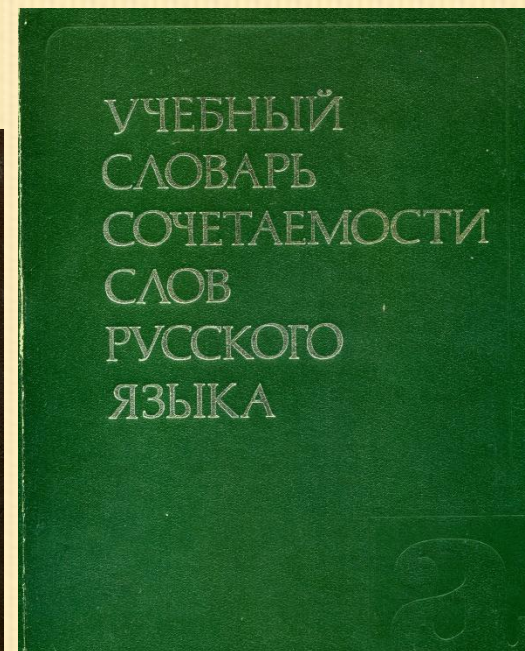 УЧЕБНЫЙ
СЛОВАРЬ
СОЧЕТАЕМОСТИ
СЛОВ
РУССКОГО
ЯЗЫКА
а